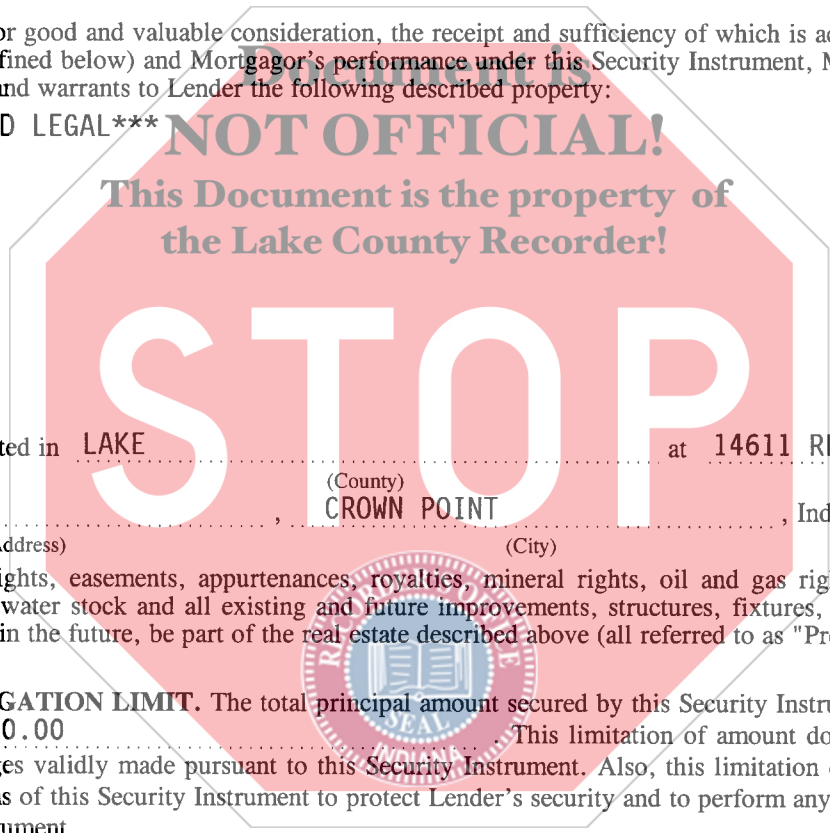 or good and valuable consideration, the receipt and sufficiency of which is a
fined below) and Mortgagor's performance under this Security Instrument, M
and warrants to Lender the following described property:
Document is
D LEGAL***
NOT OFFICIAL!
This Document is the property of
the Lake County Recorder!
STOP
ted in LAKE at 14611 R
(County)
, CROWN POINT , Ind
ddress) (City)
ights, easements, appurtenances, royalties, mineral rights, oil and gas rig
water stock and all existing and future improvements, structures, fixtures,
in the future, be part of the real estate described above (all referred to as "Pr
RECORDER'S OFFICE
SEAL
INDIANA
GATION LIMIT. The total principal amount secured by this Security Instru
0.00 . This limitation of amount do
es validly made pursuant to this Security Instrument. Also, this limitation
s of this Security Instrument to protect Lender's security and to perform any
rument